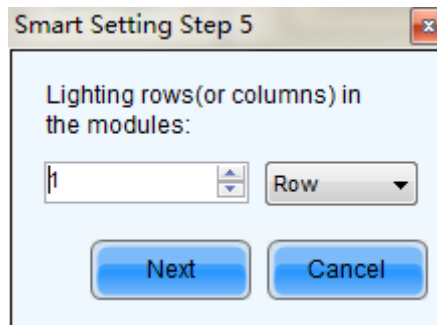 Smart Setting Step 5
Lighting rows(or columns) in
the modules:
1 Row
Next Cancel